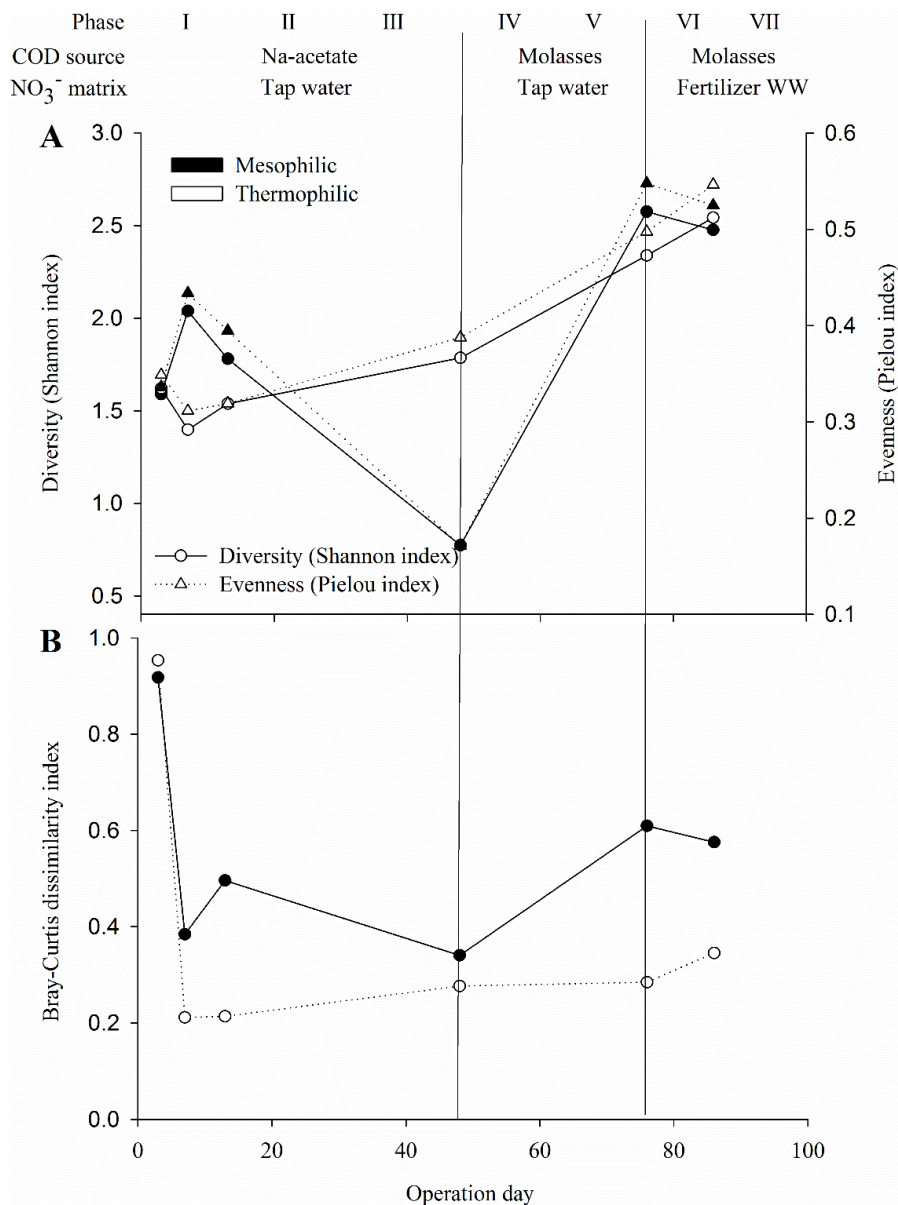 Phase I II III IV V VI VII
COD source Na-acetate Molasses Molasses
NO3- matrix Tap water Tap water Fertilizer WW
A
3.0 0.6
Mesophilic
Thermophilic
2.5 0.5
2.0 0.4
1.5 0.3
1.0 0.2
0.5 0.1
Diversity (Shannon index)
Evenness (Pielou index)
Diversity (Shannon index)
Evenness (Pielou index)
B
1.0
0.8
0.6
0.4
0.2
0.0
Bray-Curtis dissimilarity index
0 20 40 60 80 100
Operation day